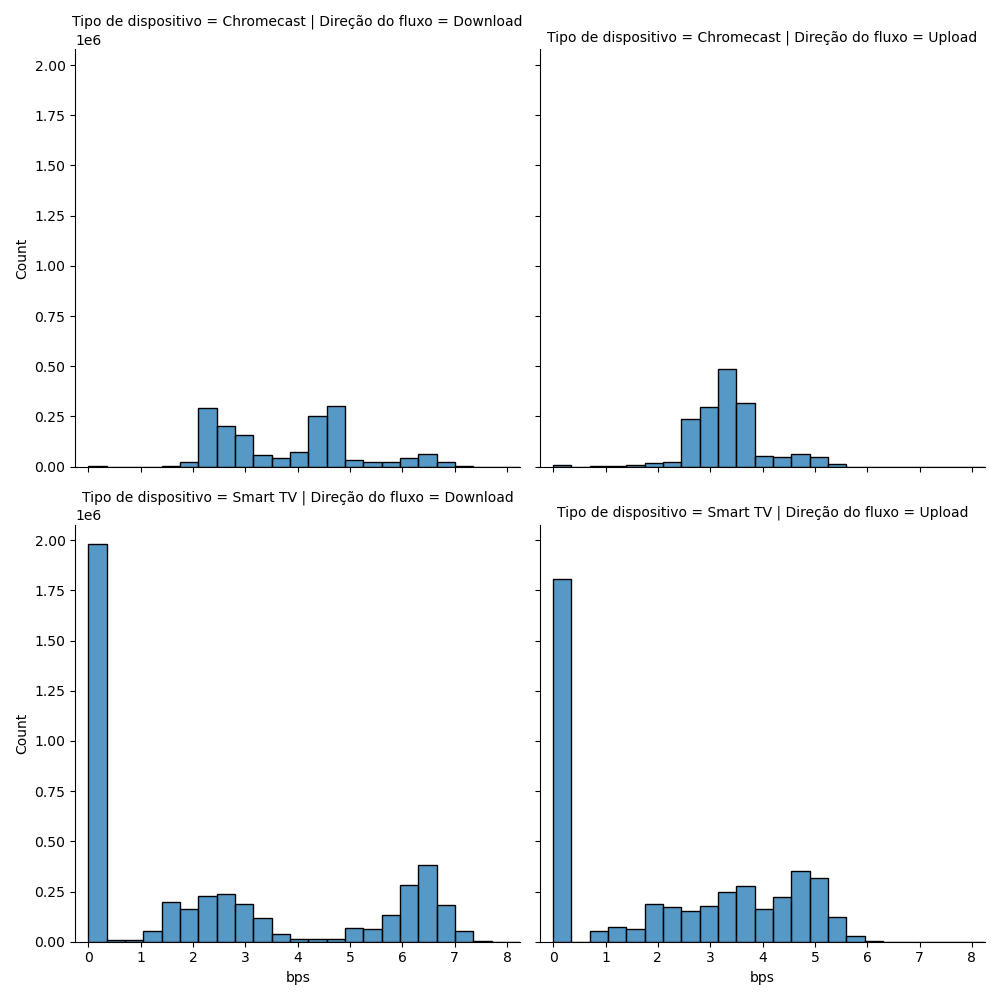 Tipo de dispositivo = Chromecast | Direção do fluxo = Download
Tipo de dispositivo = Chromecast | Direção do fluxo = Upload
1e6
2.00
1.75
1.50
1.25
1.00
0.75
0.50
0.25
0.00
Count
Tipo de dispositivo = Smart TV | Direção do fluxo = Download
Tipo de dispositivo = Smart TV | Direção do fluxo = Upload
1e6
2.00
1.75
1.50
1.25
1.00
0.75
0.50
0.25
0.00
Count
0 1 2 3 4 5 6 7 8
bps
0 1 2 3 4 5 6 7 8
bps